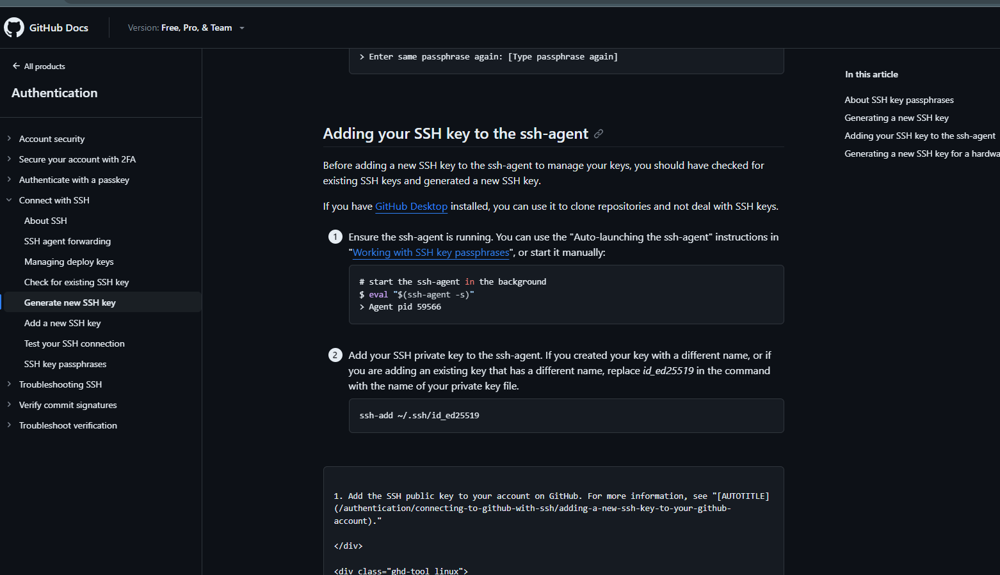 GitHub Docs
Version: Free, Pro, & Team
All products
Authentication
Account security
Secure your account with 2FA
Authenticate with a passkey
Connect with SSH
About SSH
SSH agent forwarding
Managing deploy keys
Check for existing SSH key
Generate new SSH key
Add a new SSH key
Test your SSH connection
SSH key passphrases
Troubleshooting SSH
Verify commit signatures
Troubleshoot verification
> Enter same passphrase again: [Type passphrase again]
Adding your SSH key to the ssh-agent
Before adding a new SSH key to the ssh-agent to manage your keys, you should have checked for
existing SSH keys and generated a new SSH key.
If you have GitHub Desktop installed, you can use it to clone repositories and not deal with SSH keys.
1 Ensure the ssh-agent is running. You can use the "Auto-launching the ssh-agent" instructions in
"Working with SSH key passphrases", or start it manually:
# start the ssh-agent in the background
$ eval "$(ssh-agent -s)"
> Agent pid 59566
2 Add your SSH private key to the ssh-agent. If you created your key with a different name, or if
you are adding an existing key that has a different name, replace id_ed25519 in the command
with the name of your private key file.
ssh-add ~/.ssh/id_ed25519
1. Add the SSH public key to your account on GitHub. For more information, see "[AUTOTITLE]
(/authentication/connecting-to-github-with-ssh/adding-a-new-ssh-key-to-your-github-
account)."
</div>
<div class="ghd-tool linux">
In this article
About SSH key passphrases
Generating a new SSH key
Adding your SSH key to the ssh-agent
Generating a new SSH key for a hardwa